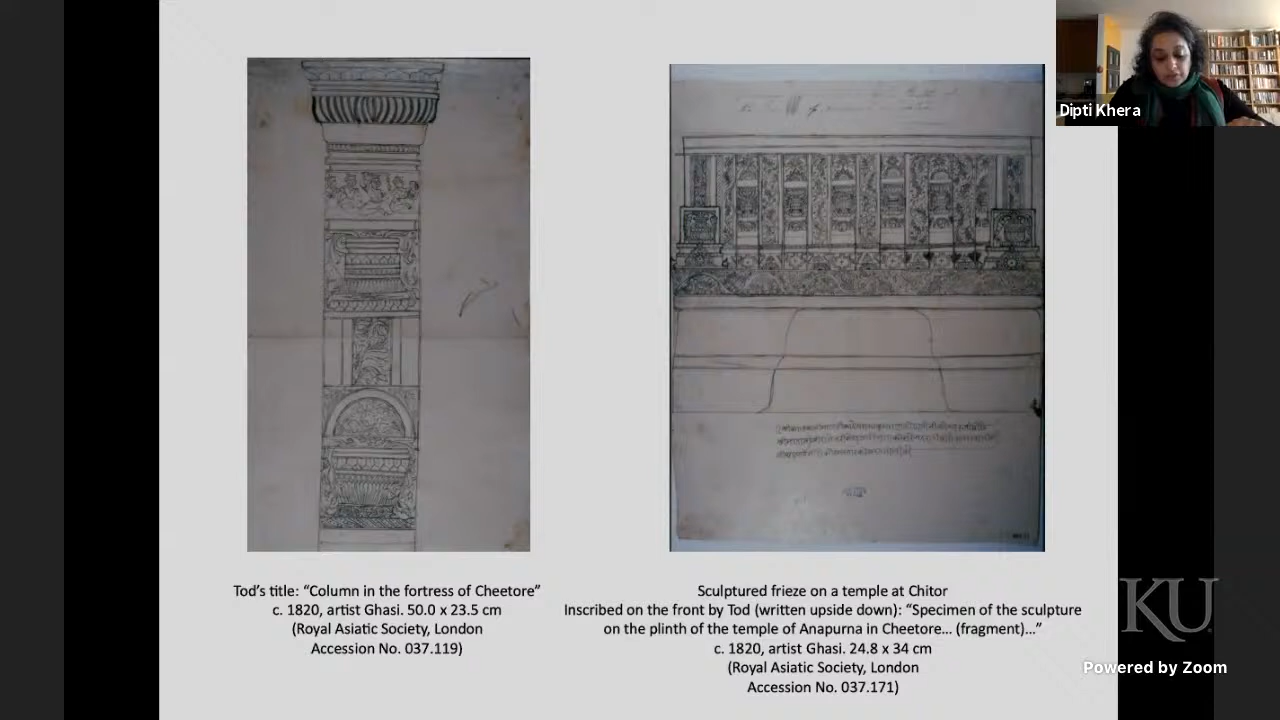 Dipti Khera
Tod’s title: “Column in the fortress of Cheetore”
c. 1820, artist Ghasi. 50.0 x 23.5 cm
(Royal Asiatic Society, London
Accession No. 037.119)
Sculptured frieze on a temple at Chitor
Inscribed on the front by Tod (written upside down): “Specimen of the sculpture
on the plinth of the temple of Anapurna in Cheetore... (fragment)...”
c. 1820, artist Ghasi. 24.8 x 34 cm
(Royal Asiatic Society, London
Accession No. 037.171)
KU
Powered by Zoom